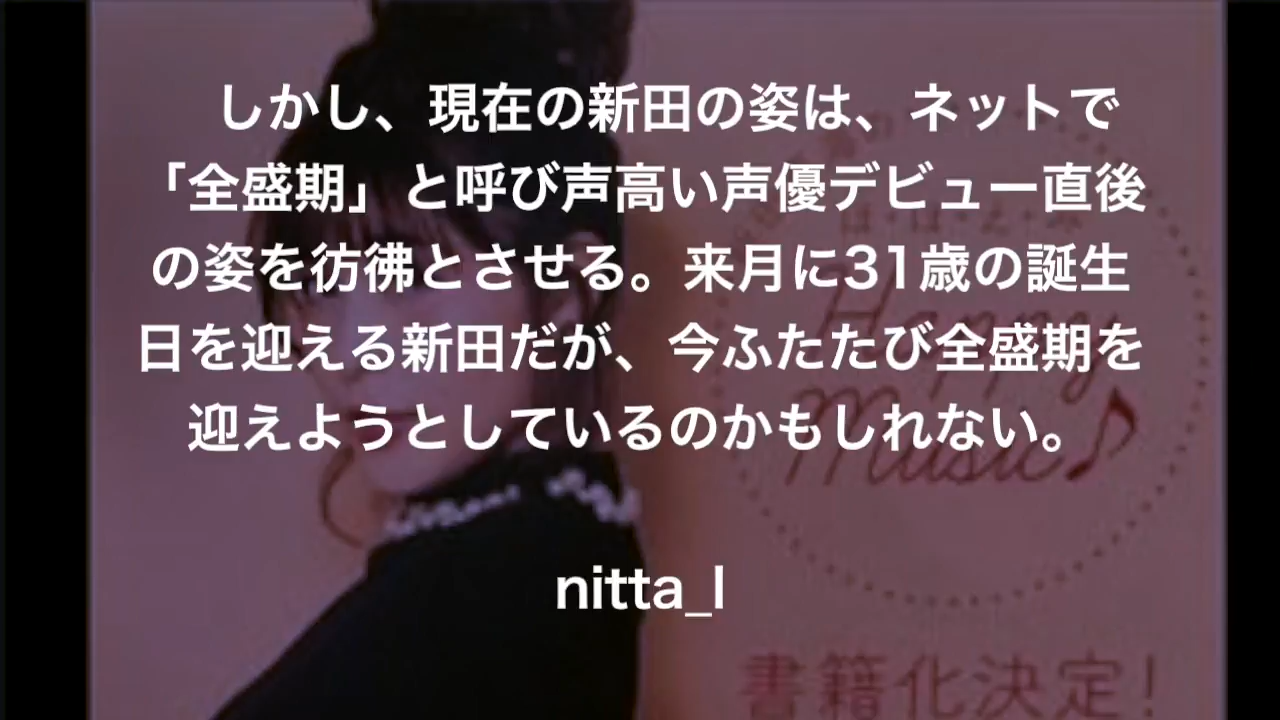 しかし、現在の新田の姿は、ネットで
「全盛期」と呼び声高い声優デビュー直後
の姿を彷彿とさせる。来月に31歳の誕生
日を迎える新田だが、今ふたたび全盛期を
迎えようとしているのかもしれない。
Happy
Music♪
nitta_l
書籍化決定!